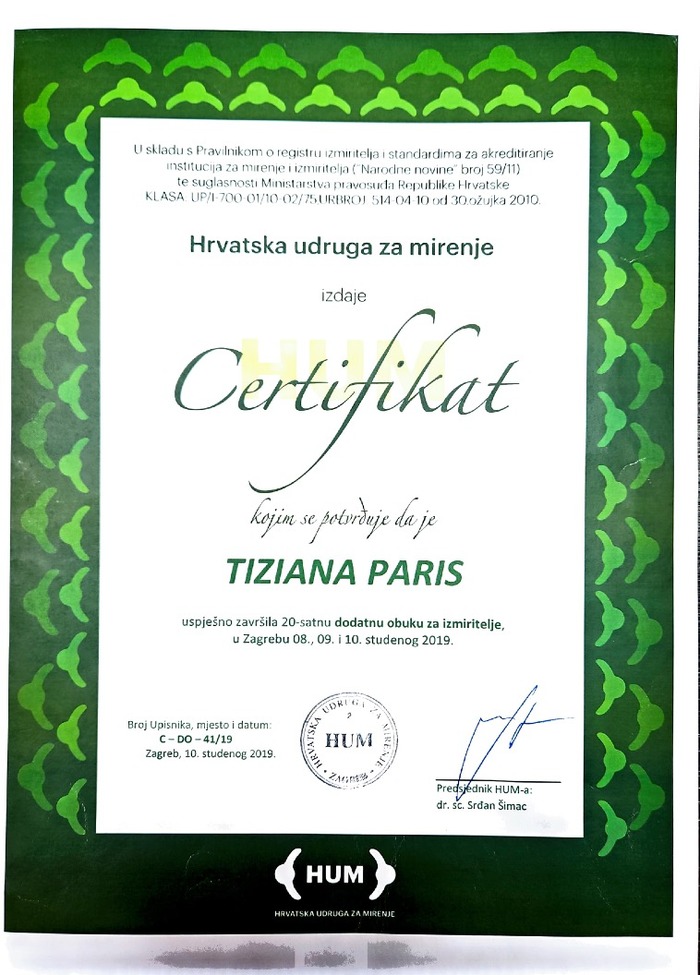 U skladu s Pravilnikom o registru izmiritelja i standardima za akreditiranje
institucija za mirenje i izmiritelja ("Narodne novine" broj 59/11)
te suglasnosti Ministarstva pravosuđa Republike Hrvatske
KLASA: UP/I-700-01/10-02/75,URBROJ: 514-04-10 od 30.ožujka 2010.
Hrvatska udruga za mirenje
izdaje
HUM
Certifikat
kojim se potvrđuje da je
TIZIANA PARIS
uspješno završila 20-satnu dodatnu obuku za izmiritelje,
u Zagrebu 08., 09. i 10. studenog 2019.
Broj Upisnika, mjesto i datum:
C – DO – 41/19
Zagreb, 10. studenog 2019.
HRVATSKA UDRUGA ZA MIRENJE
2
HUM
ZAGREB
Predsjednik HUM-a:
dr. sc. Srđan Šimac
HUM
HRVATSKA UDRUGA ZA MIRENJE